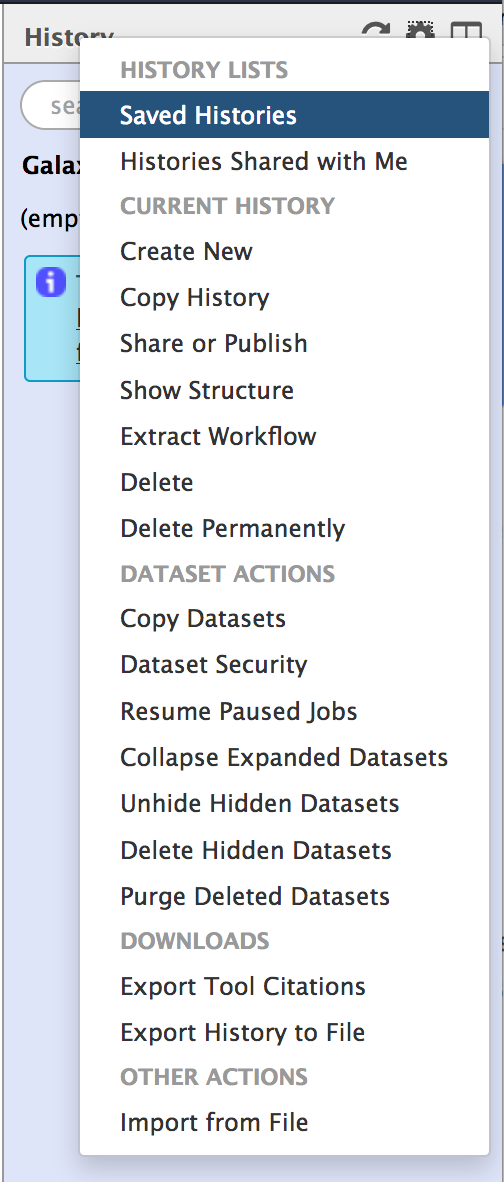 History
HISTORY LISTS
Saved Histories
Histories Shared with Me
CURRENT HISTORY
Create New
Copy History
Share or Publish
Show Structure
Extract Workflow
Delete
Delete Permanently
DATASET ACTIONS
Copy Datasets
Dataset Security
Resume Paused Jobs
Collapse Expanded Datasets
Unhide Hidden Datasets
Delete Hidden Datasets
Purge Deleted Datasets
DOWNLOADS
Export Tool Citations
Export History to File
OTHER ACTIONS
Import from File